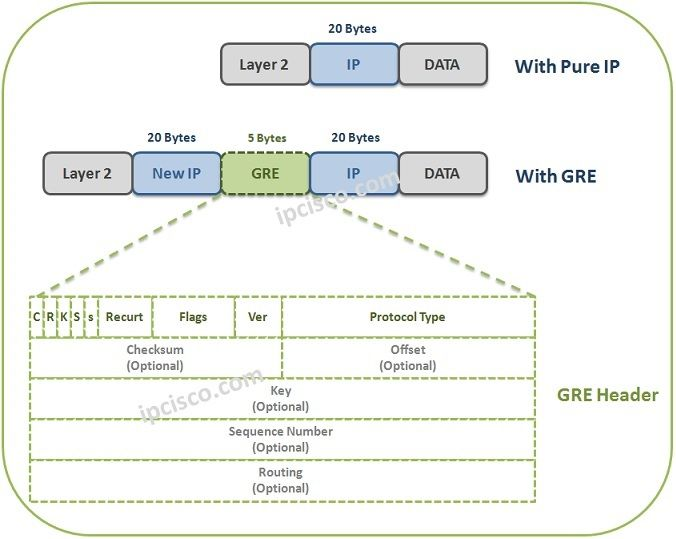 20 Bytes
Layer 2 IP DATA With Pure IP
20 Bytes 5 Bytes 20 Bytes
Layer 2 New IP GRE IP DATA With GRE
ipcisco.com
C R K S s Recurt Flags Ver Protocol Type
Checksum Offset
(Optional) (Optional)
ipcisco.com
Key
(Optional)
GRE Header
Sequence Number
(Optional)
Routing
(Optional)